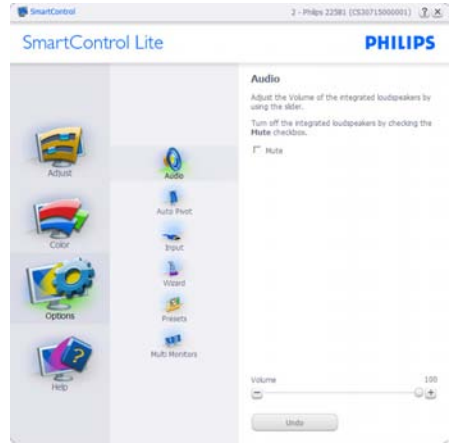 SmartControl
2 - Philips 225B1 (CS30715000001)
SmartControl Lite
PHILIPS
Adjust
Color
Options
Help
Audio
Auto Pivot
Input
Wizard
Presets
Multi Monitors
Audio
Adjust the Volume of the integrated loudspeakers by
using the slider.
Turn off the integrated loudspeakers by checking the
Mute checkbox.
Mute
Volume
100
Undo